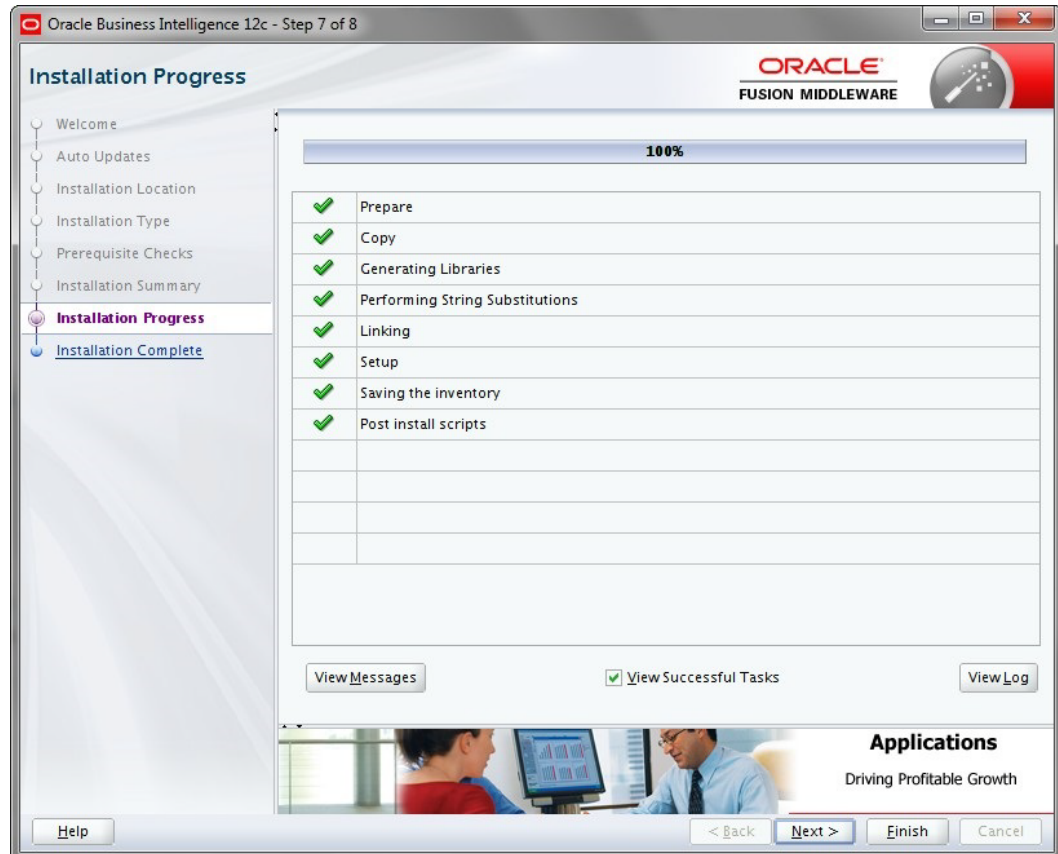 Oracle Business Intelligence 12c - Step 7 of 8
Installation Progress
ORACLE
FUSION MIDDLEWARE
Welcome
Auto Updates
Installation Location
Installation Type
Prerequisite Checks
Installation Summary
Installation Progress
Installation Complete
100%
Prepare
Copy
Generating Libraries
Performing String Substitutions
Linking
Setup
Saving the inventory
Post install scripts
View Messages
View Successful Tasks
View Log
Applications
Driving Profitable Growth
Help
< Back
Next >
Finish
Cancel